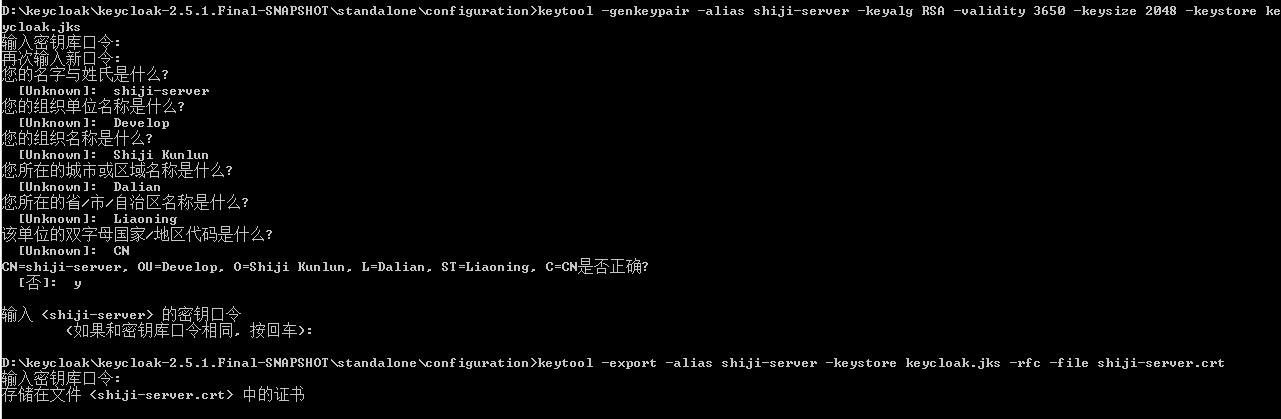 D:\keycloak\keycloak-2.5.1.Final-SNAPSHOT\standalone\configuration>keytool -genkeypair -alias shiji-server -keyalg RSA -validity 3650 -keysize 2048 -keystore ke
ycloak.jks
输入密钥库口令:
再次输入新口令:
您的名字与姓氏是什么?
[Unknown]:  shiji-server
您的组织单位名称是什么?
[Unknown]:  Develop
您的组织名称是什么?
[Unknown]:  Shiji Kunlun
您所在的城市或区域名称是什么?
[Unknown]:  Dalian
您所在的省/市/自治区名称是什么?
[Unknown]:  Liaoning
该单位的双字母国家/地区代码是什么?
[Unknown]:  CN
CN=shiji-server, OU=Develop, O=Shiji Kunlun, L=Dalian, ST=Liaoning, C=CN是否正确?
[否]:  y
输入 <shiji-server> 的密钥口令
(如果和密钥库口令相同, 按回车):
D:\keycloak\keycloak-2.5.1.Final-SNAPSHOT\standalone\configuration>keytool -export -alias shiji-server -keystore keycloak.jks -rfc -file shiji-server.crt
输入密钥库口令:
存储在文件 <shiji-server.crt> 中的证书